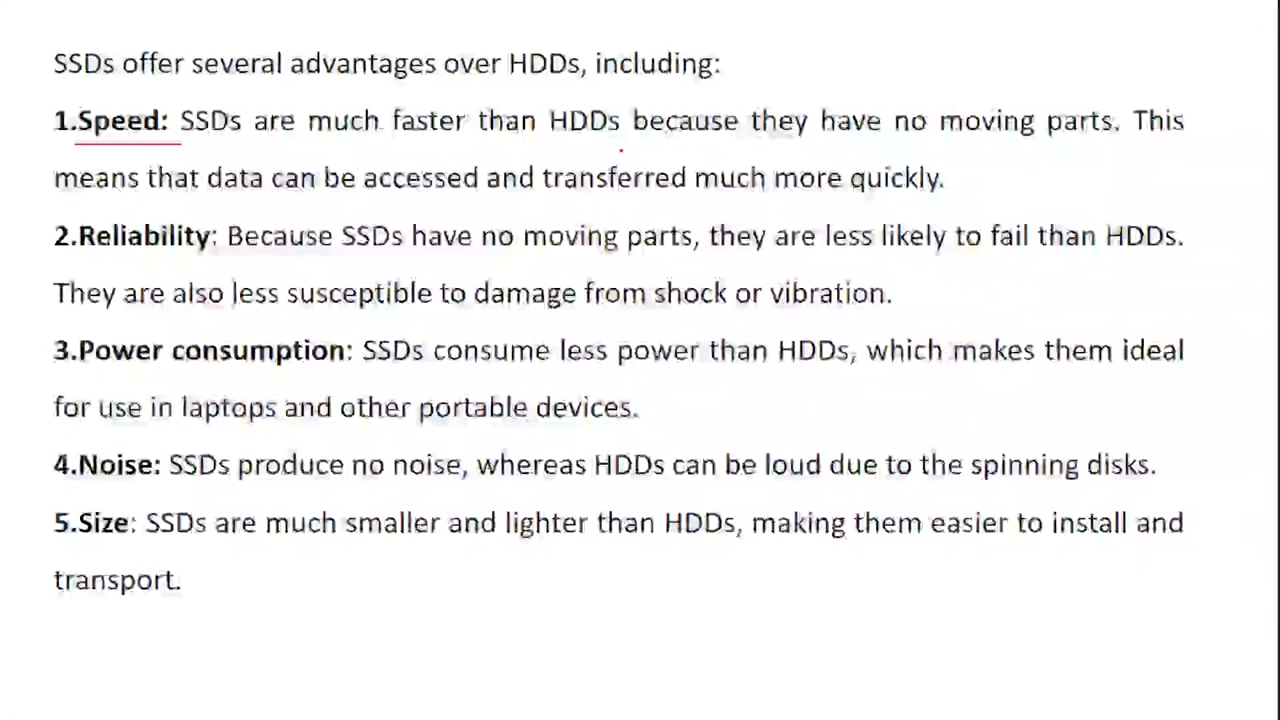 SSDs offer several advantages over HDDs, including:
1.Speed: SSDs are much faster than HDDs because they have no moving parts. This
means that data can be accessed and transferred much more quickly.
2.Reliability: Because SSDs have no moving parts, they are less likely to fail than HDDs.
They are also less susceptible to damage from shock or vibration.
3.Power consumption: SSDs consume less power than HDDs, which makes them ideal
for use in laptops and other portable devices.
4.Noise: SSDs produce no noise, whereas HDDs can be loud due to the spinning disks.
5.Size: SSDs are much smaller and lighter than HDDs, making them easier to install and
transport.